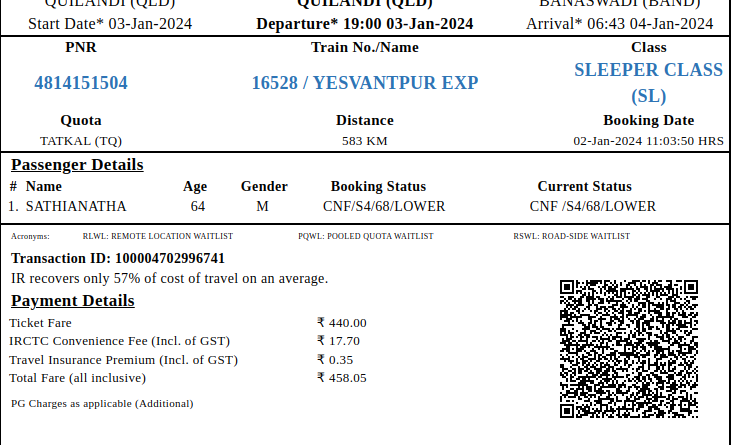 QUILANDI (QLD) QUILANDI (QLD) BANASWADI (BAND)
Start Date* 03-Jan-2024 Departure* 19:00 03-Jan-2024 Arrival* 06:43 04-Jan-2024
PNR Train No./Name Class
4814151504 16528 / YESVANTPUR EXP SLEEPER CLASS
(SL)
Quota Distance Booking Date
TATKAL (TQ) 583 KM 02-Jan-2024 11:03:50 HRS
Passenger Details
# Name Age Gender Booking Status Current Status
1. SATHIANATHA 64 M CNF/S4/68/LOWER CNF /S4/68/LOWER
Acronyms: RLWL: REMOTE LOCATION WAITLIST PQWL: POOLED QUOTA WAITLIST RSWL: ROAD-SIDE WAITLIST
Transaction ID: 100004702996741
IR recovers only 57% of cost of travel on an average.
Payment Details
Ticket Fare ₹ 440.00
IRCTC Convenience Fee (Incl. of GST) ₹ 17.70
Travel Insurance Premium (Incl. of GST) ₹ 0.35
Total Fare (all inclusive) ₹ 458.05
PG Charges as applicable (Additional)